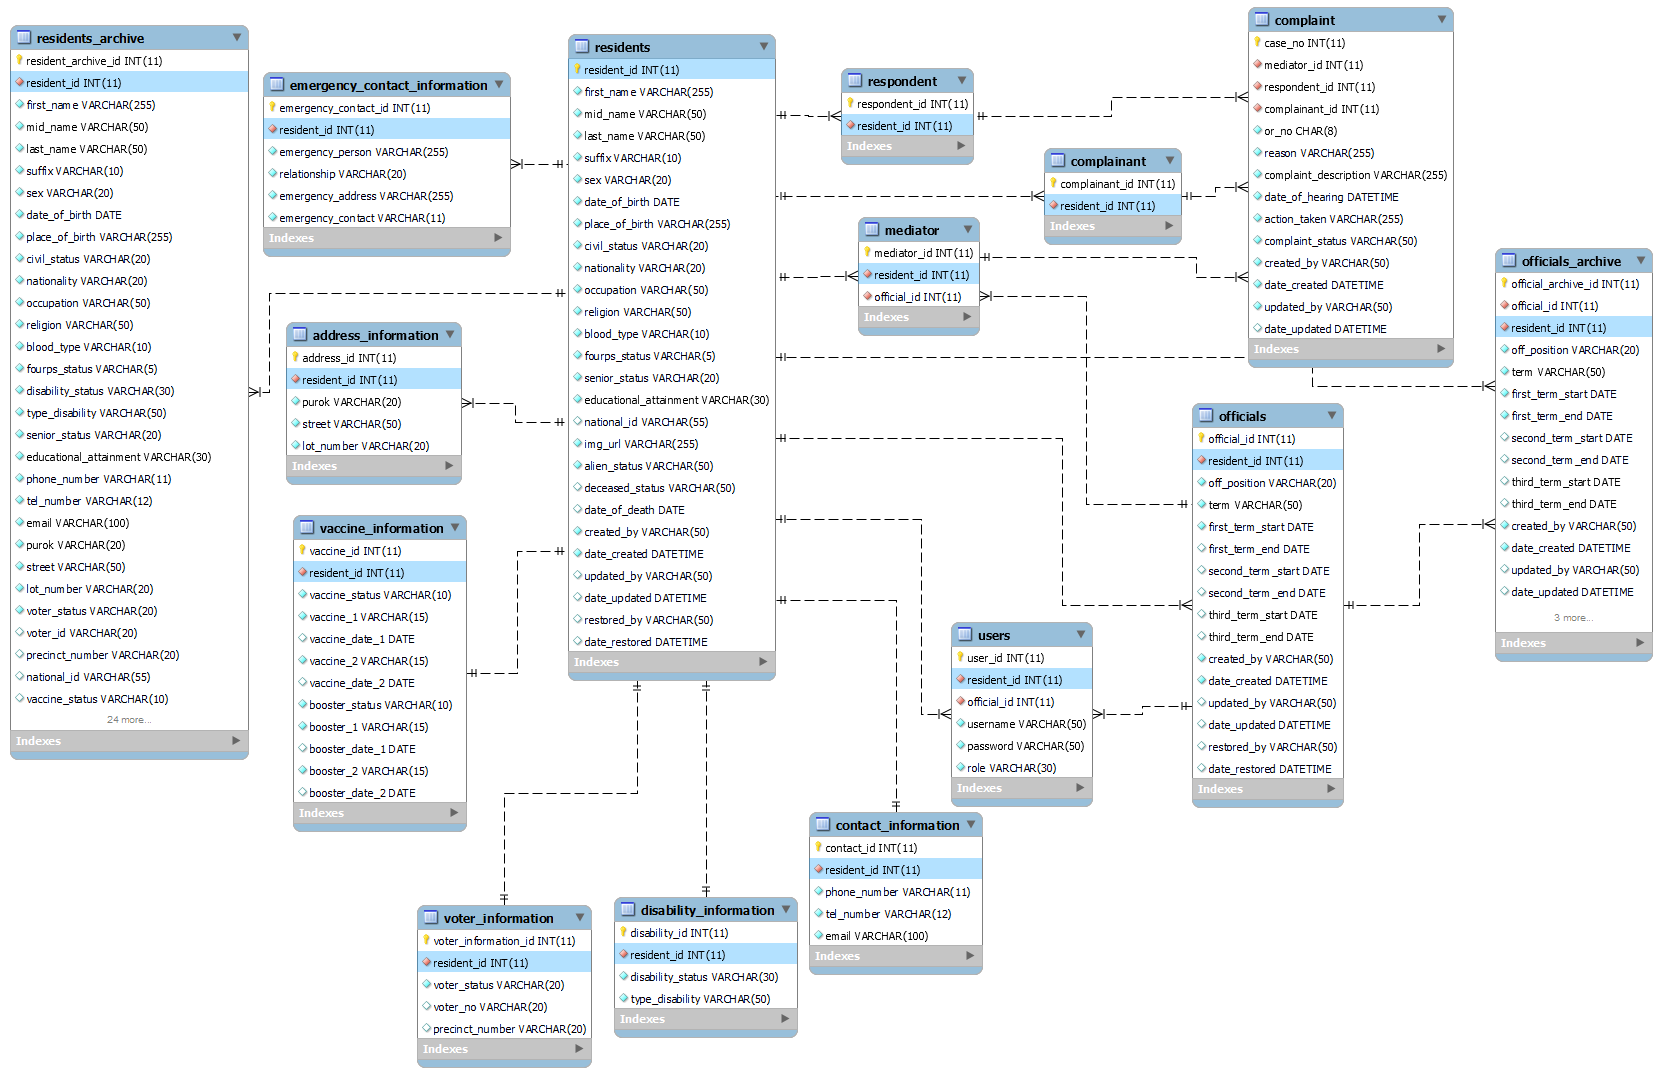 residents_archive
resident_archive_id INT(11)
resident_id INT(11)
first_name VARCHAR(255)
mid_name VARCHAR(50)
last_name VARCHAR(50)
suffix VARCHAR(10)
sex VARCHAR(20)
date_of_birth DATE
place_of_birth VARCHAR(255)
civil_status VARCHAR(20)
nationality VARCHAR(20)
occupation VARCHAR(50)
religion VARCHAR(50)
blood_type VARCHAR(10)
fourps_status VARCHAR(5)
disability_status VARCHAR(30)
type_disability VARCHAR(50)
senior_status VARCHAR(20)
educational_attainment VARCHAR(30)
phone_number VARCHAR(11)
tel_number VARCHAR(12)
email VARCHAR(100)
purok VARCHAR(20)
street VARCHAR(50)
lot_number VARCHAR(20)
voter_status VARCHAR(20)
voter_id VARCHAR(20)
precinct_number VARCHAR(20)
national_id VARCHAR(55)
vaccine_status VARCHAR(10)
24 more...
Indexes
emergency_contact_information
emergency_contact_id INT(11)
resident_id INT(11)
emergency_person VARCHAR(255)
relationship VARCHAR(20)
emergency_address VARCHAR(255)
emergency_contact VARCHAR(11)
Indexes
address_information
address_id INT(11)
resident_id INT(11)
purok VARCHAR(20)
street VARCHAR(50)
lot_number VARCHAR(20)
Indexes
vaccine_information
vaccine_id INT(11)
resident_id INT(11)
vaccine_status VARCHAR(10)
vaccine_1 VARCHAR(15)
vaccine_date_1 DATE
vaccine_2 VARCHAR(15)
vaccine_date_2 DATE
booster_status VARCHAR(10)
booster_1 VARCHAR(15)
booster_date_1 DATE
booster_2 VARCHAR(15)
booster_date_2 DATE
Indexes
residents
resident_id INT(11)
first_name VARCHAR(255)
mid_name VARCHAR(50)
last_name VARCHAR(50)
suffix VARCHAR(10)
sex VARCHAR(20)
date_of_birth DATE
place_of_birth VARCHAR(255)
civil_status VARCHAR(20)
nationality VARCHAR(20)
occupation VARCHAR(50)
religion VARCHAR(50)
blood_type VARCHAR(10)
fourps_status VARCHAR(5)
senior_status VARCHAR(20)
educational_attainment VARCHAR(30)
national_id VARCHAR(55)
img_url VARCHAR(255)
alien_status VARCHAR(50)
deceased_status VARCHAR(50)
date_of_death DATE
created_by VARCHAR(50)
date_created DATETIME
updated_by VARCHAR(50)
date_updated DATETIME
restored_by VARCHAR(50)
date_restored DATETIME
Indexes
voter_information
voter_information_id INT(11)
resident_id INT(11)
voter_status VARCHAR(20)
voter_no VARCHAR(20)
precinct_number VARCHAR(20)
Indexes
disability_information
disability_id INT(11)
resident_id INT(11)
disability_status VARCHAR(30)
type_disability VARCHAR(50)
Indexes
respondent
respondent_id INT(11)
resident_id INT(11)
Indexes
complainant
complainant_id INT(11)
resident_id INT(11)
Indexes
mediator
mediator_id INT(11)
resident_id INT(11)
official_id INT(11)
Indexes
users
user_id INT(11)
resident_id INT(11)
official_id INT(11)
username VARCHAR(50)
password VARCHAR(50)
role VARCHAR(30)
Indexes
contact_information
contact_id INT(11)
resident_id INT(11)
phone_number VARCHAR(11)
tel_number VARCHAR(12)
email VARCHAR(100)
Indexes
complaint
case_no INT(11)
mediator_id INT(11)
respondent_id INT(11)
complainant_id INT(11)
or_no CHAR(8)
reason VARCHAR(255)
complaint_description VARCHAR(255)
date_of_hearing DATETIME
action_taken VARCHAR(255)
complaint_status VARCHAR(50)
created_by VARCHAR(50)
date_created DATETIME
updated_by VARCHAR(50)
date_updated DATETIME
Indexes
officials
official_id INT(11)
resident_id INT(11)
off_position VARCHAR(20)
term VARCHAR(50)
first_term_start DATE
first_term_end DATE
second_term_start DATE
second_term_end DATE
third_term_start DATE
third_term_end DATE
created_by VARCHAR(50)
date_created DATETIME
updated_by VARCHAR(50)
date_updated DATETIME
restored_by VARCHAR(50)
date_restored DATETIME
Indexes
officials_archive
official_archive_id INT(11)
official_id INT(11)
resident_id INT(11)
off_position VARCHAR(20)
term VARCHAR(50)
first_term_start DATE
first_term_end DATE
second_term_start DATE
second_term_end DATE
third_term_start DATE
third_term_end DATE
created_by VARCHAR(50)
date_created DATETIME
updated_by VARCHAR(50)
date_updated DATETIME
3 more...
Indexes